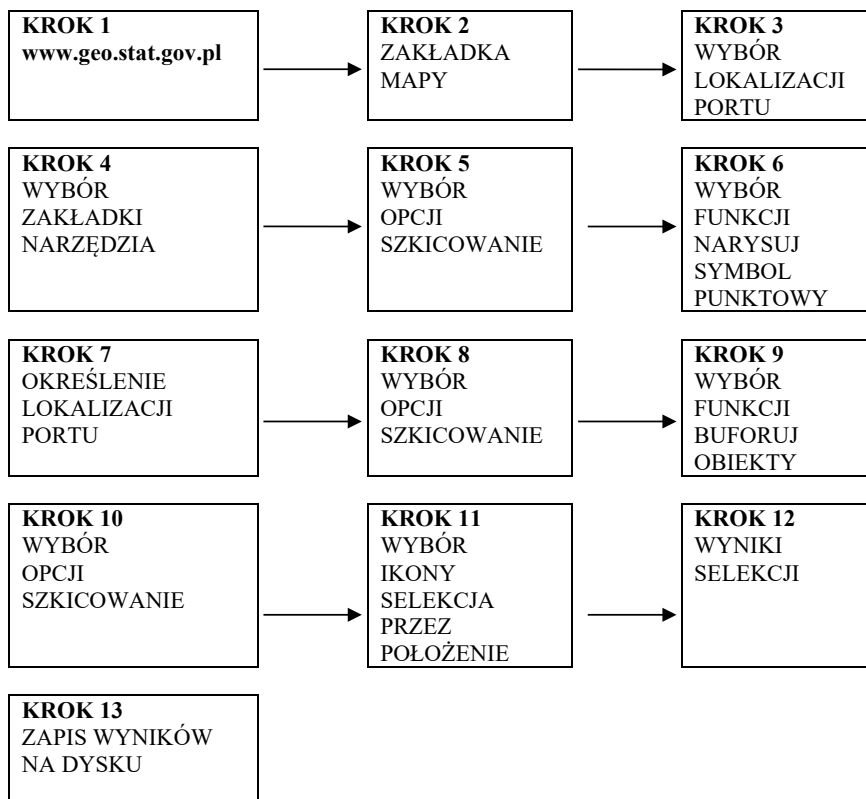 KROK 1
www.geo.stat.gov.pl
KROK 2
ZAKŁADKA
MAPY
KROK 3
WYBÓR
LOKALIZACJI
PORTU
KROK 4
WYBÓR
ZAKŁADKI
NARZĘDZIA
KROK 5
WYBÓR
OPCJI
SZKICOWANIE
KROK 6
WYBÓR
FUNKCJI
NARYSUJ
SYMBOL
PUNKTOWY
KROK 7
OKREŚLENIE
LOKALIZACJI
PORTU
KROK 8
WYBÓR
OPCJI
SZKICOWANIE
KROK 9
WYBÓR
FUNKCJI
BUFORUJ
OBIEKTY
KROK 10
WYBÓR
OPCJI
SZKICOWANIE
KROK 11
WYBÓR
IKONY
SELEKCJA
PRZEZ
POŁOŻENIE
KROK 12
WYNIKI
SELEKCJI
KROK 13
ZAPIS WYNIKÓW
NA DYSKU